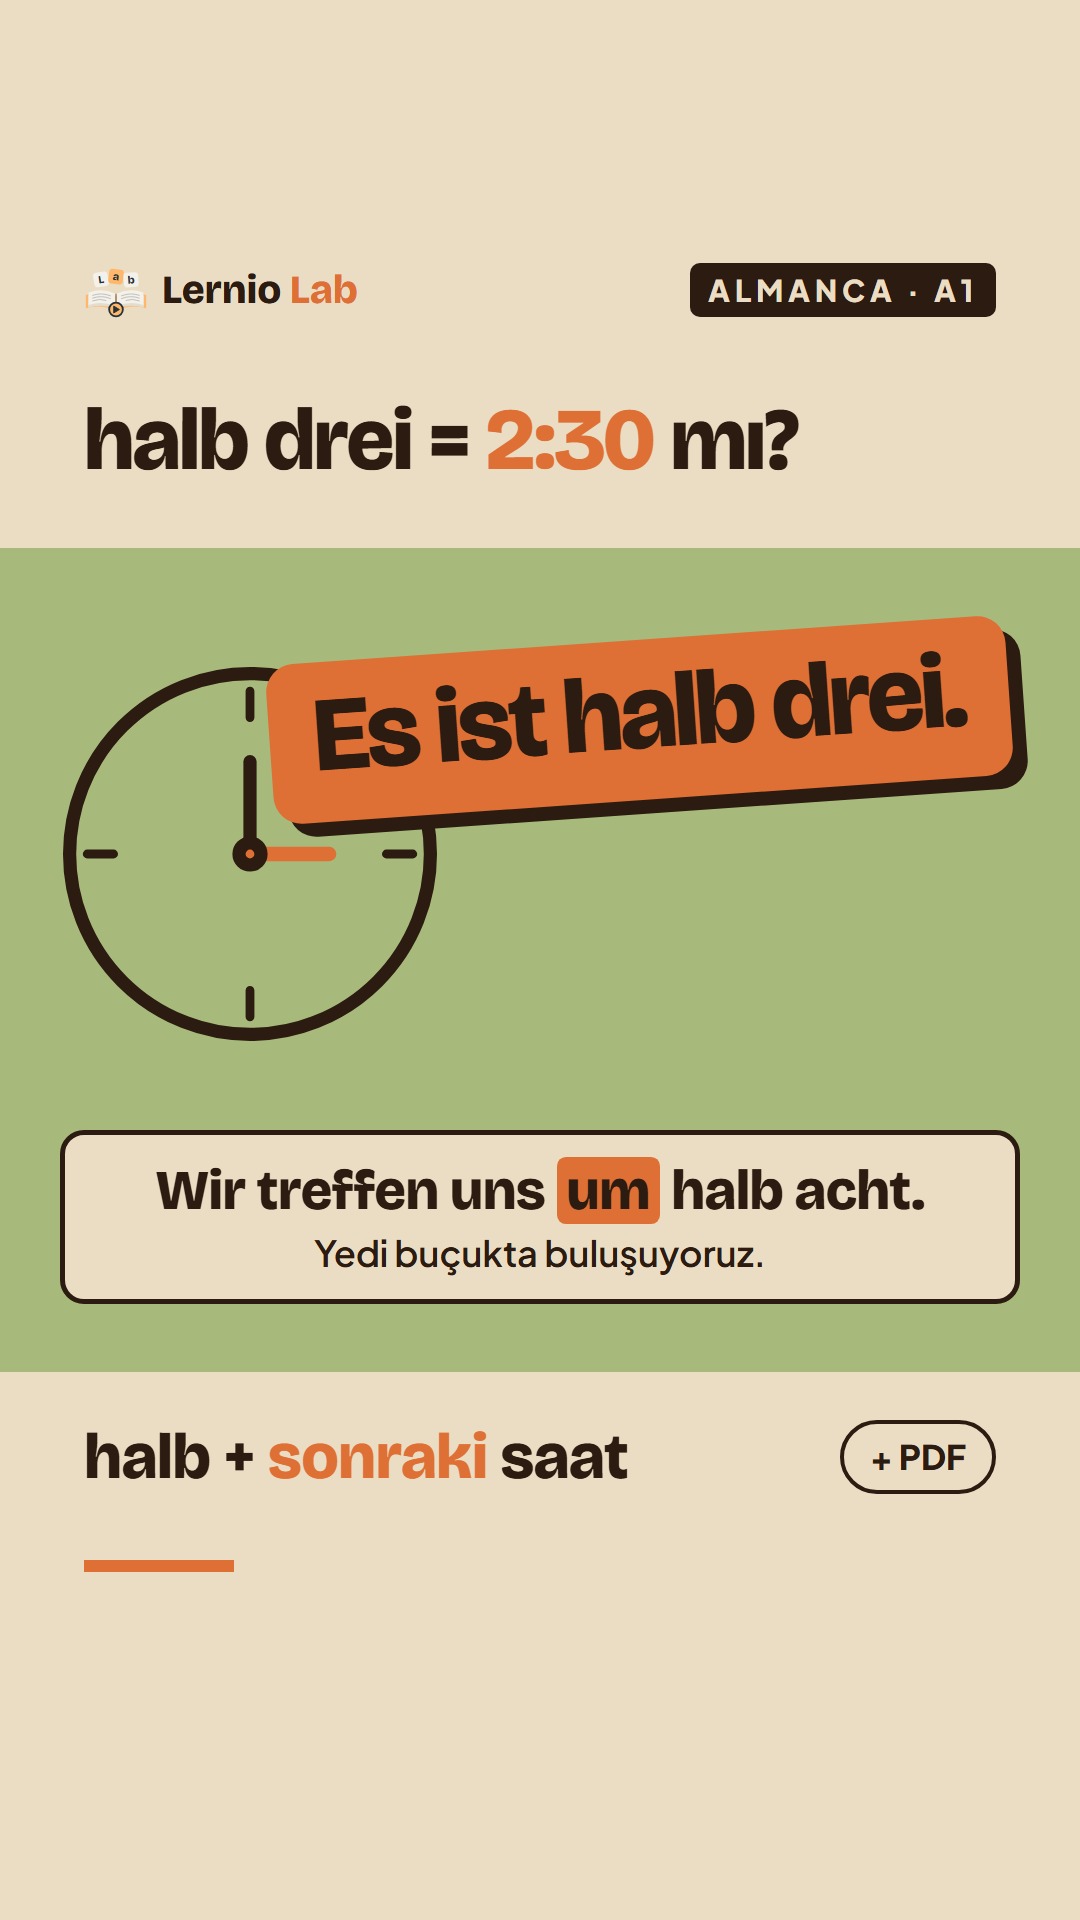 L a b
Lernio Lab
ALMANCA · A1
halb drei = 2:30 mı?
Es ist halb drei.
Wir treffen uns um halb acht.
Yedi buçukta buluşuyoruz.
halb + sonraki saat
+ PDF